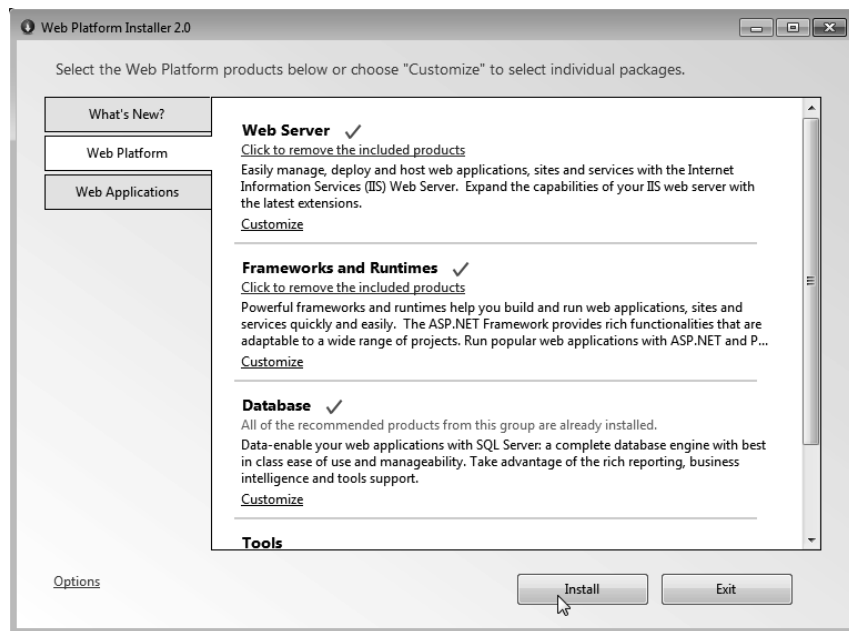 Web Platform Installer 2.0
Select the Web Platform products below or choose "Customize" to select individual packages.
What's New?
Web Platform
Web Applications
Web Server
Click to remove the included products
Easily manage, deploy and host web applications, sites and services with the Internet
Information Services (IIS) Web Server. Expand the capabilities of your IIS web server with
the latest extensions.
Customize
Frameworks and Runtimes
Click to remove the included products
Powerful frameworks and runtimes help you build and run web applications, sites and
services quickly and easily. The ASP.NET Framework provides rich functionalities that are
adaptable to a wide range of projects. Run popular web applications with ASP.NET and P...
Customize
Database
All of the recommended products from this group are already installed.
Data-enable your web applications with SQL Server: a complete database engine with best
in class ease of use and manageability. Take advantage of the rich reporting, business
intelligence and tools support.
Customize
Tools
Options
Install
Exit